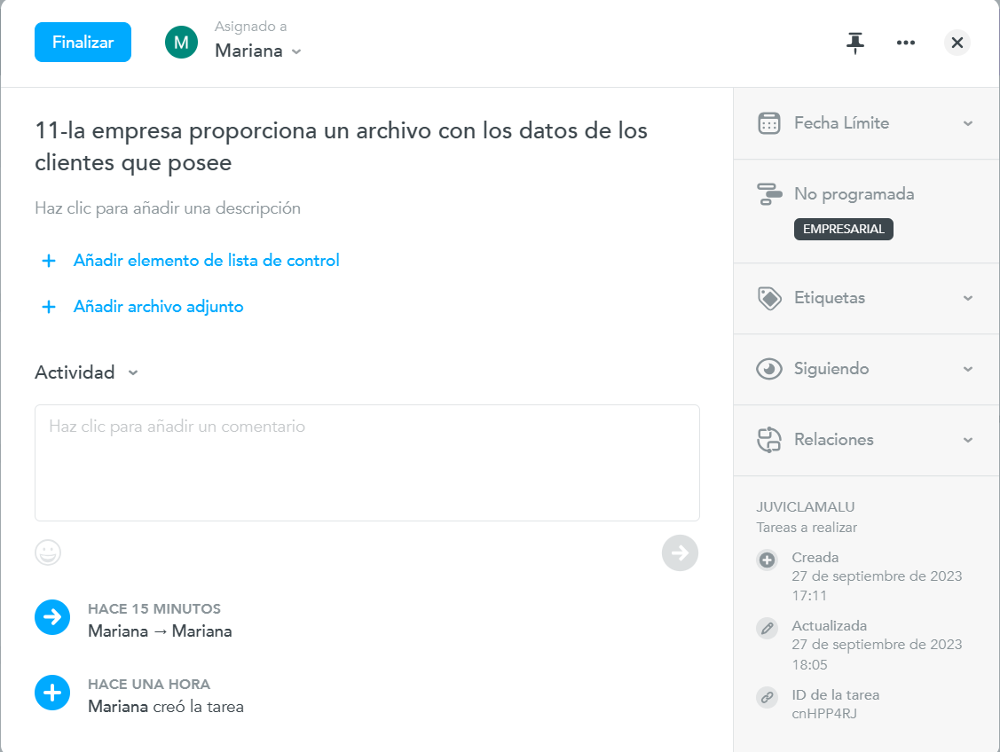 Finalizar
M
Asignado a
Mariana
11-la empresa proporciona un archivo con los datos de los
clientes que posee
Haz clic para añadir una descripción
+ Añadir elemento de lista de control
+ Añadir archivo adjunto
Actividad
Haz clic para añadir un comentario
HACE 15 MINUTOS
Mariana → Mariana
HACE UNA HORA
Mariana creó la tarea
Fecha Límite
No programada
EMPRESARIAL
Etiquetas
Siguiendo
Relaciones
JUVICLAMALU
Tareas a realizar
Creada
27 de septiembre de 2023
17:11
Actualizada
27 de septiembre de 2023
18:05
ID de la tarea
cnHPP4RJ